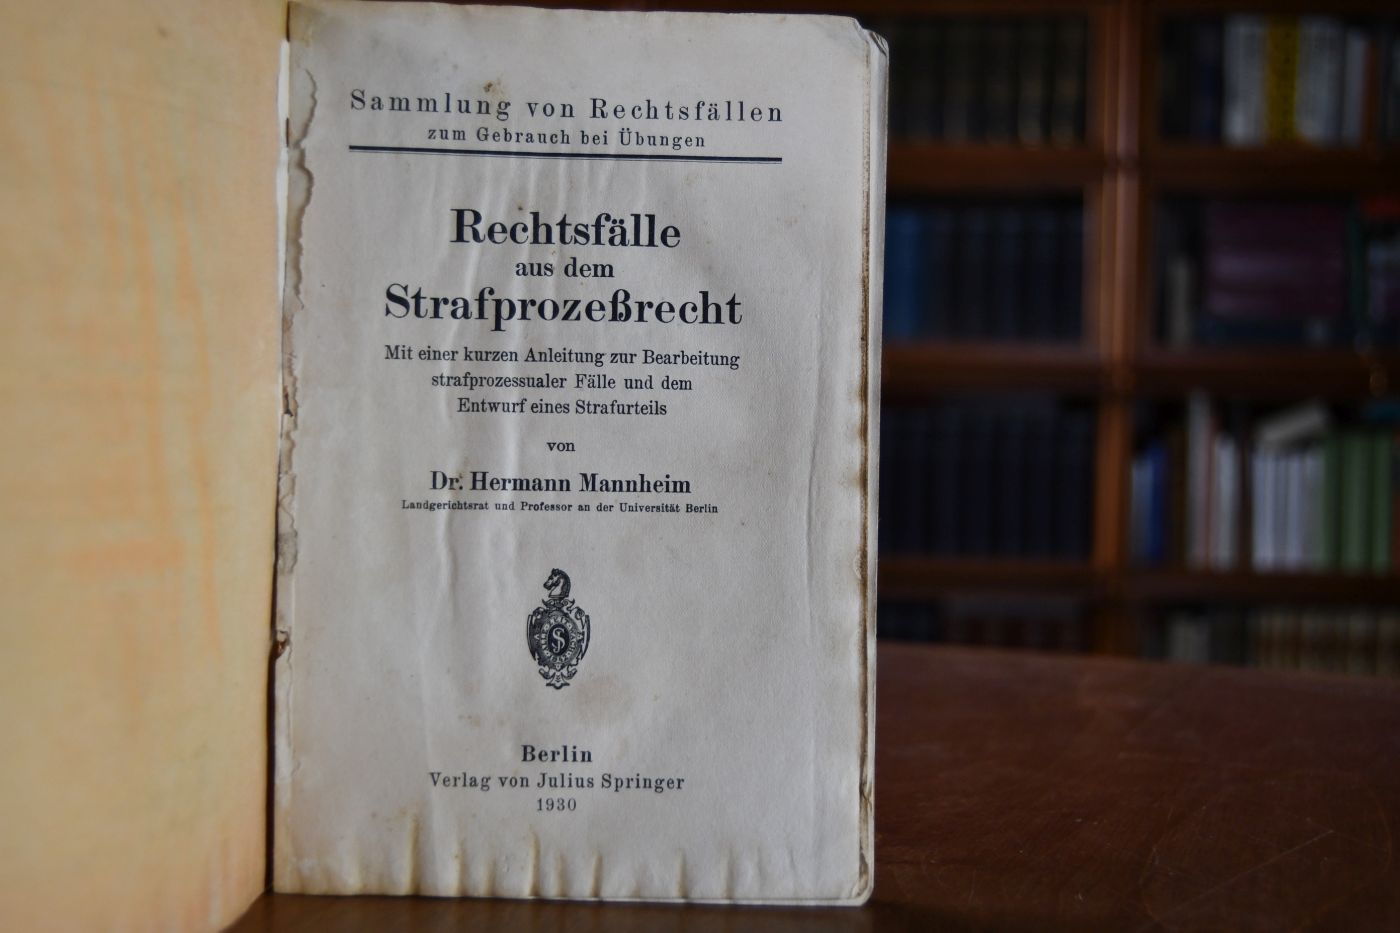 Sammlung von Rechtsfällen
zum Gebrauch bei Übungen
Rechtsfälle
aus dem
Strafprozeßrecht
Mit einer kurzen Anleitung zur Bearbeitung
strafprozessualer Fälle und dem
Entwurf eines Strafurteils
von
Dr. Hermann Mannheim
Landgerichtsrat und Professor an der Universität Berlin
Berlin
Verlag von Julius Springer
1930